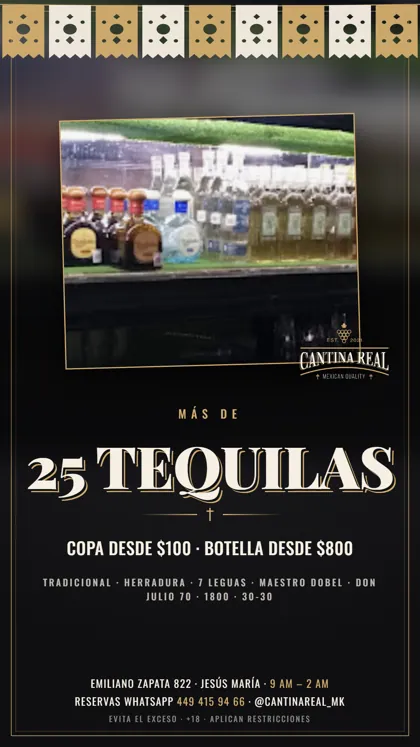 EST. 2020
CANTINA REAL
MEXICAN QUALITY
MÁS DE
25 TEQUILAS
COPA DESDE $100 · BOTELLA DESDE $800
TRADICIONAL · HERRADURA · 7 LEGUAS · MAESTRO DOBEL · DON
JULIO 70 · 1800 · 30-30
EMILIANO ZAPATA 822 · JESÚS MARÍA · 9 AM – 2 AM
RESERVAS WHATSAPP 449 415 94 66 · @CANTINAREAL_MK
EVITA EL EXCESO · +18 · APLICAN RESTRICCIONES